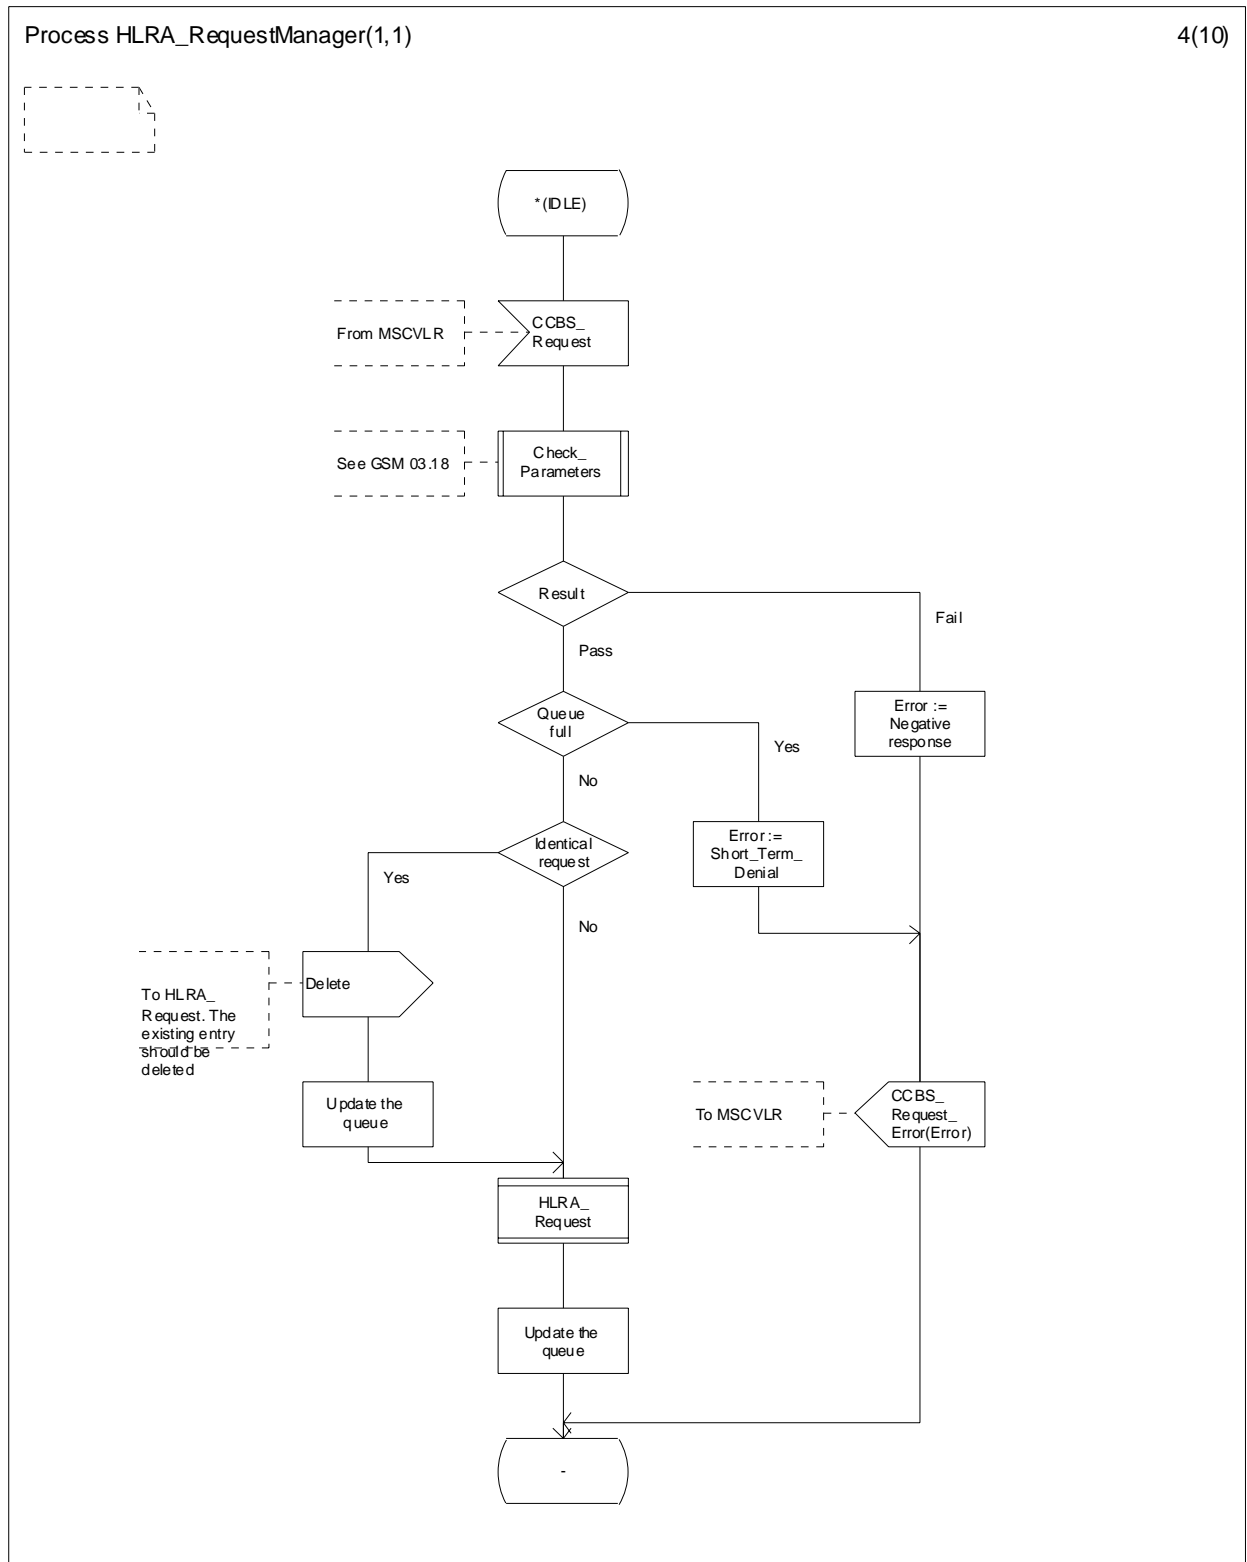 Process HLRA_RequestManager(1,1)
4(10)
*(IDLE)
From MSCVLR
CCBS_
Request
See GSM 03.18
Check_
Parameters
Result
Fail
Pass
Queue
full
Yes
No
Error :=
Negative
response
Identical
request
Yes
No
Error :=
Short_Term_
Denial
Delete
To HLRA_
Request. The
existing entry
should be
deleted
Update the
queue
To MSCVLR
CCBS_
Request_
Error(Error)
HLRA_
Request
Update the
queue
-